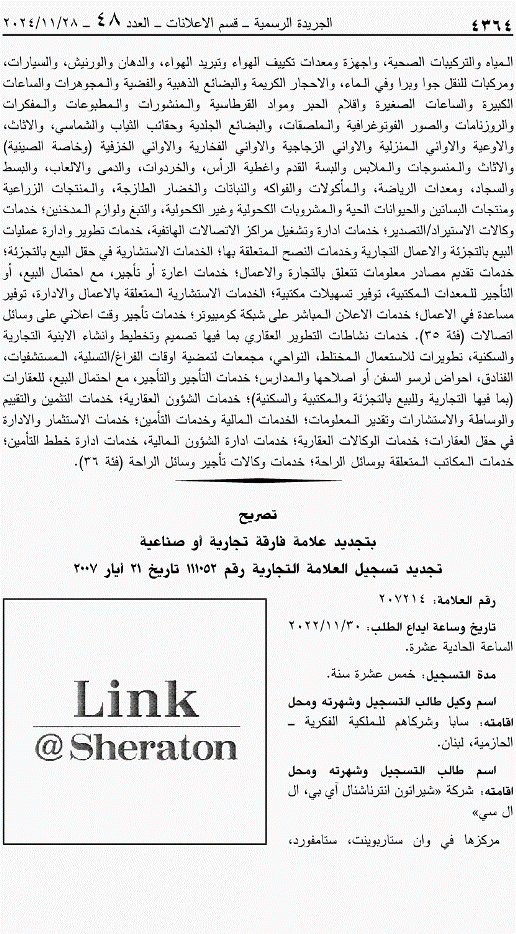 ٤٣٦٤
الجريدة الرسمية ـ قسم الاعلانات ـ العدد ٤٨ ـ ٢٠٢٤/١١/٢٨
المياه والتركيبات الصحية، واجهزة ومعدات تكييف الهواء وتبريد الهواء، والدهان والورنيش، والسيارات،
ومركبات للنقل جوا وبرا وفي الماء، والاحجار الكريمة والبضائع الذهبية والفضية والمجوهرات والساعات
الكبيرة والساعات الصغيرة واقلام الحبر ومواد القرطاسية والمنشورات والمطبوعات والمفكرات
والروزنامات والصور الفوتوغرافية والملصقات، والبضائع الجلدية وحقائب الثياب والشماسي، والاثاث،
والاوعية والاواني المنزلية والاواني الزجاجية والاواني الفخارية والاواني الخزفية (وخاصة الصينية)
والاثاث والمنسوجات والملابس والبسة القدم واغطية الرأس، والخردوات، والدمى والالعاب، والبسط
والسجاد، ومعدات الرياضة، والمأكولات والفواكه والنباتات والخضار الطازجة، والمنتجات الزراعية
ومنتجات البساتين والحيوانات الحية والمشروبات الكحولية وغير الكحولية، والتبغ ولوازم المدخنين؛ خدمات
وكالات الاستيراد/التصدير؛ خدمات ادارة وتشغيل مراكز الاتصالات الهاتفية، خدمات تطوير وادارة عمليات
البيع بالتجزئة والاعمال التجارية وخدمات النصح المتعلقة بها؛ الخدمات الاستشارية في حقل البيع بالتجزئة؛
خدمات تقديم مصادر معلومات تتعلق بالتجارة والاعمال؛ خدمات اعارة أو تأجير، مع احتمال البيع، أو
التأجير للمعدات المكتبية، توفير تسهيلات مكتبية؛ الخدمات الاستشارية المتعلقة بالاعمال والادارة، توفير
مساعدة في الاعمال؛ خدمات الاعلان المباشر على شبكة كومبيوتر؛ خدمات تأجير وقت اعلاني على وسائل
اتصالات (فئة ٣٥). خدمات نشاطات التطوير العقاري بما فيها تصميم وتخطيط وانشاء الابنية التجارية
والسكنية، تطويرات للاستعمال المختلط، النواحي، مجمعات لتمضية اوقات الفراغ/التسلية، المستشفيات،
الفنادق، احواض لرسو السفن أو اصلاحها والمدارس؛ خدمات التأجير والتأجير، مع احتمال البيع، للعقارات
(بما فيها التجارية وللبيع بالتجزئة والمكتبية والسكنية)؛ خدمات الشؤون العقارية؛ خدمات التثمين والتقييم
والوساطة والاستشارات وتقدير المعلومات؛ الخدمات المالية وخدمات التأمين؛ خدمات الاستثمار والادارة
في حقل العقارات؛ خدمات الوكالات العقارية؛ خدمات ادارة الشؤون المالية، خدمات ادارة خطط التأمين؛
خدمات المكاتب المتعلقة بوسائل الراحة؛ خدمات وكالات تأجير وسائل الراحة (فئة ٣٦).
تصريح
بتجديد علامة فارقة تجارية أو صناعية
تجديد تسجيل العلامة التجارية رقم ١١١٠٥٢ تاريخ ٢١ أيار ٢٠٠٧
رقم العلامة: ٢٠٧٢١٤
تاريخ وساعة ايداع الطلب: ٢٠٢٢/١١/٣٠
الساعة الحادية عشرة.
مدة التسجيل: خمس عشرة سنة.
اسم وكيل طالب التسجيل وشهرته ومحل
اقامته: سابا وشركاهم للملكية الفكرية ـ
الحازمية، لبنان.
اسم طالب التسجيل وشهرته ومحل
اقامته: شركة «شيراتون انترناشنال آي بي، ال
ال سي»
مركزها في وان ستاربوينت، ستامفورد،
Link
@Sheraton